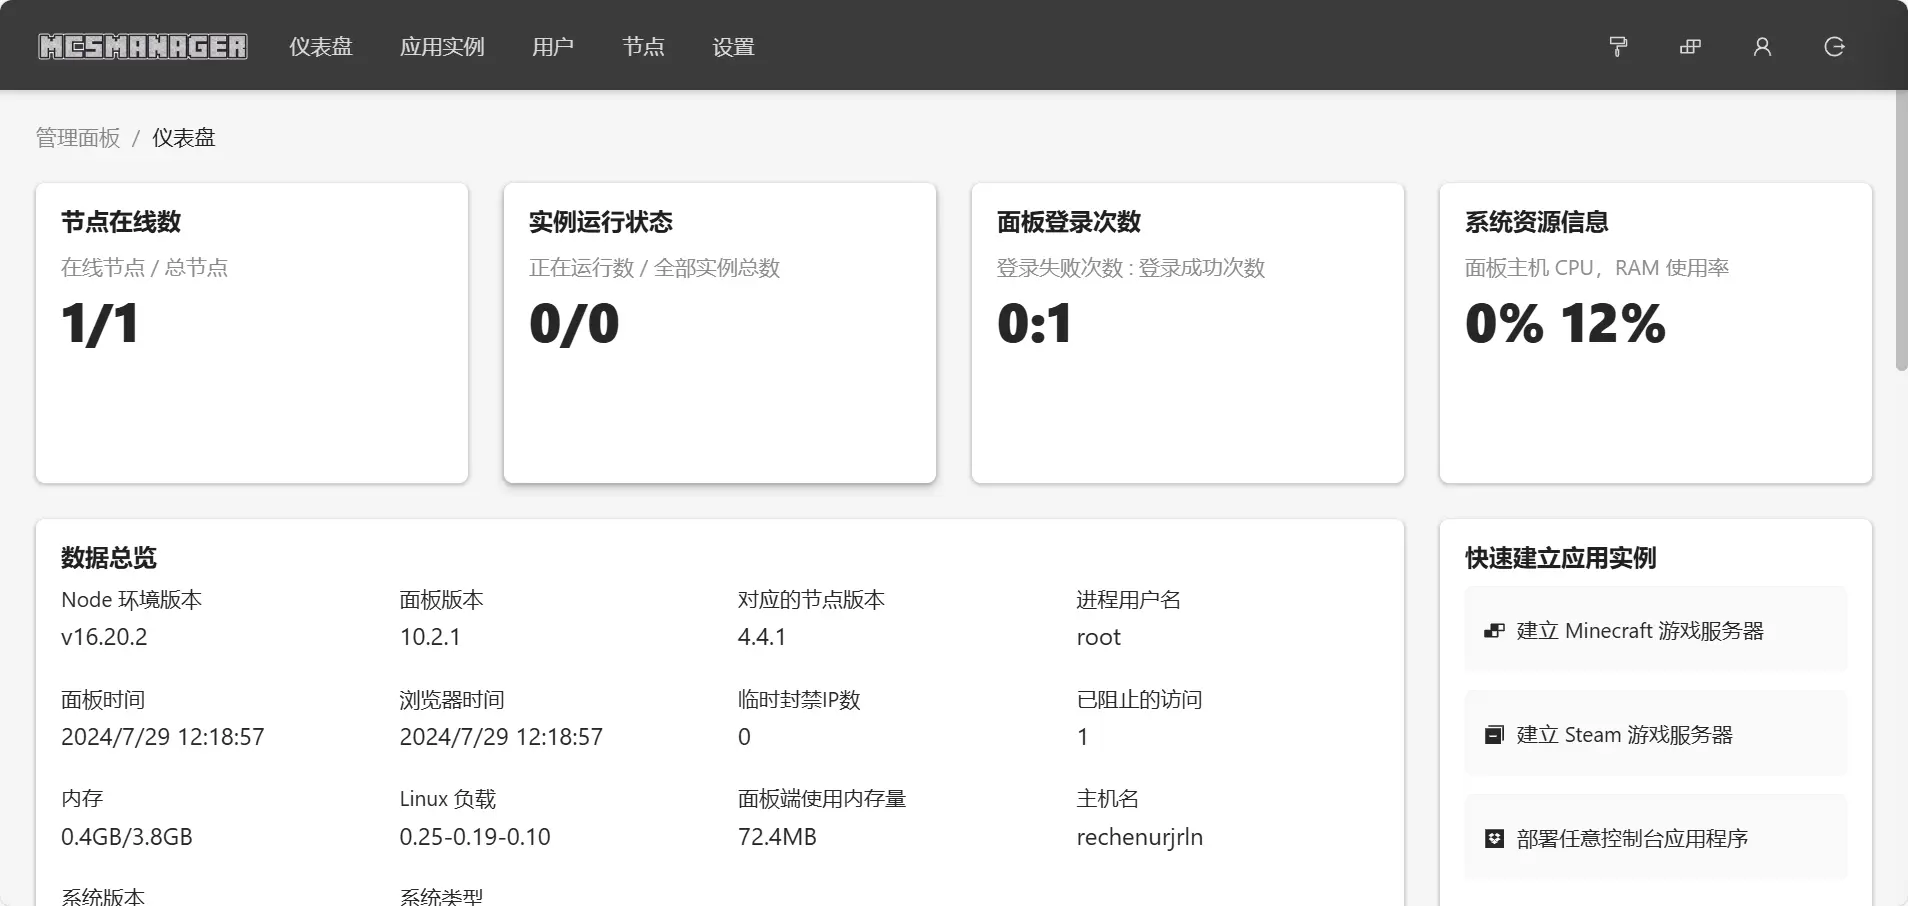 MCSMANAGER 仪表盘 应用实例 用户 节点 设置
管理面板 / 仪表盘
节点在线数
在线节点 / 总节点
1/1
实例运行状态
正在运行数 / 全部实例总数
0/0
面板登录次数
登录失败次数 : 登录成功次数
0:1
系统资源信息
面板主机 CPU，RAM 使用率
0% 12%
数据总览
Node 环境版本
v16.20.2
面板版本
10.2.1
对应的节点版本
4.4.1
进程用户名
root
面板时间
2024/7/29 12:18:57
浏览器时间
2024/7/29 12:18:57
临时封禁IP数
0
已阻止的访问
1
内存
0.4GB/3.8GB
Linux 负载
0.25-0.19-0.10
面板端使用内存量
72.4MB
主机名
rechenurjrln
系统版本
系统类型
快速建立应用实例
建立 Minecraft 游戏服务器
建立 Steam 游戏服务器
部署任意控制台应用程序